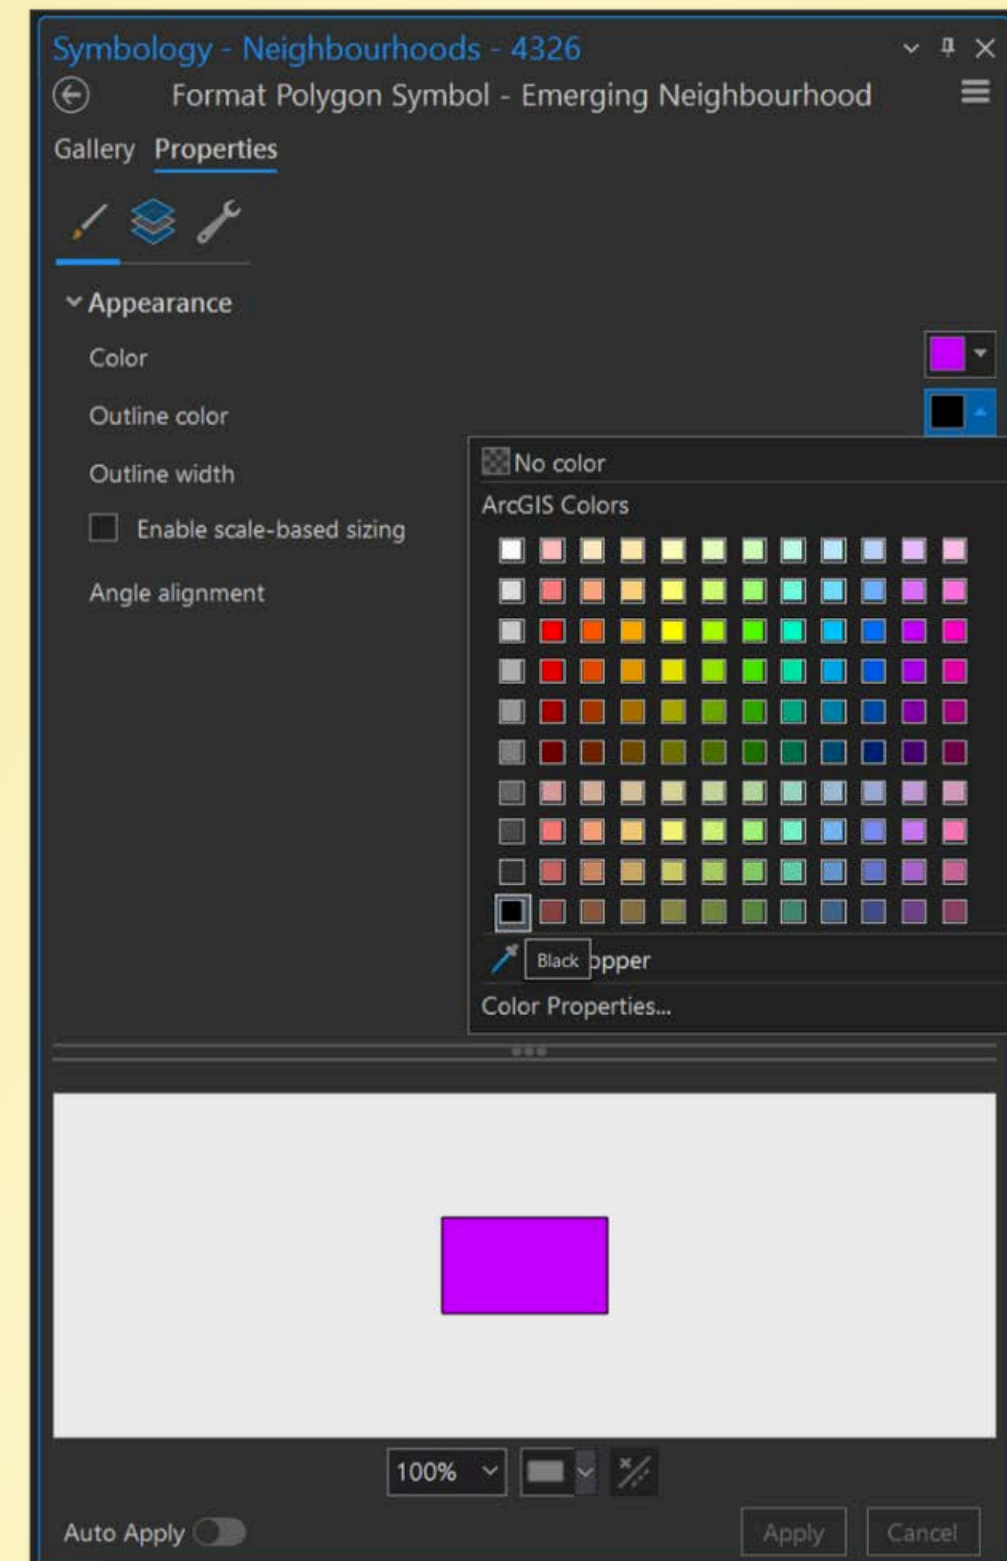 Symbology - Neighbourhoods - 4326
Format Polygon Symbol - Emerging Neighbourhood
Gallery Properties
Appearance
Color
Outline color
Outline width
Enable scale-based sizing
Angle alignment
No color
ArcGIS Colors
Black opper
Color Properties...
100%
Auto Apply
Apply Cancel